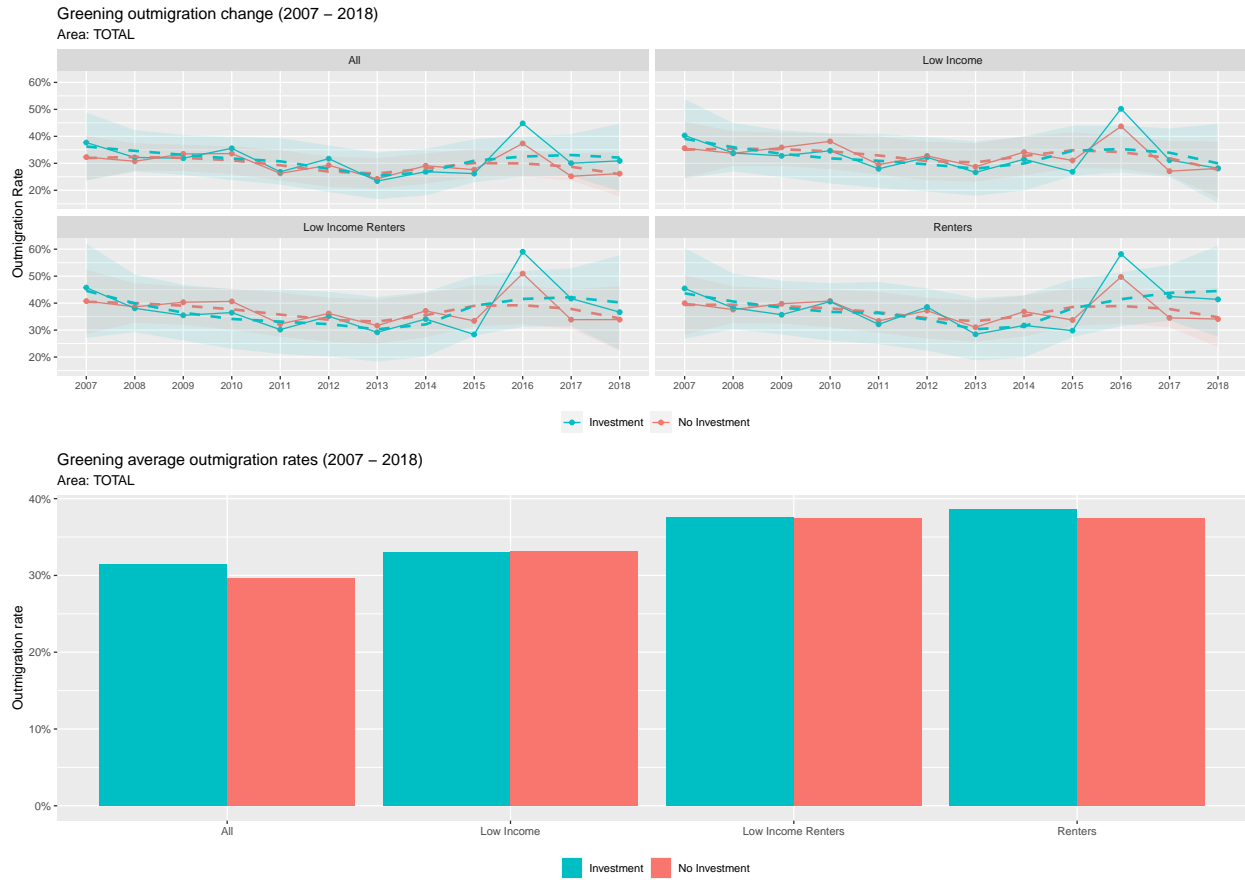 Greening outmigration change (2007 − 2018)
Area: TOTAL
All
Low Income
60%
50%
40%
30%
20%
Low Income Renters
Renters
60%
50%
40%
30%
20%
Outmigration Rate
2007 2008 2009 2010 2011 2012 2013 2014 2015 2016 2017 2018
2007 2008 2009 2010 2011 2012 2013 2014 2015 2016 2017 2018
Investment No Investment
Greening average outmigration rates (2007 − 2018)
Area: TOTAL
40%
30%
20%
10%
0%
Outmigration rate
All Low Income Low Income Renters Renters
Investment No Investment